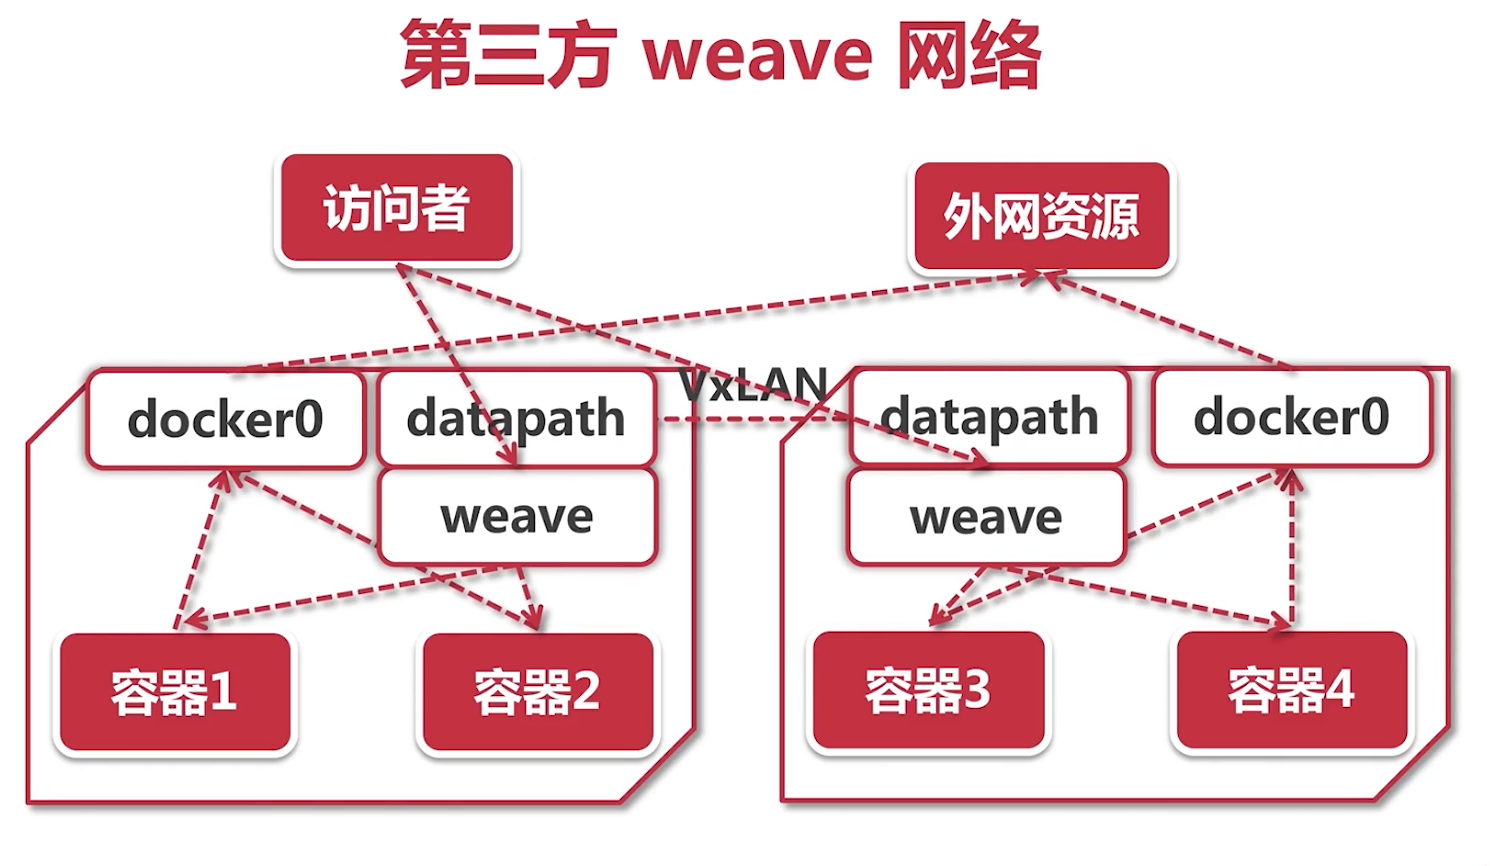 第三方 weave 网络
访问者
外网资源
docker0
datapath
VxLAN
datapath
docker0
weave
weave
容器1
容器2
容器3
容器4